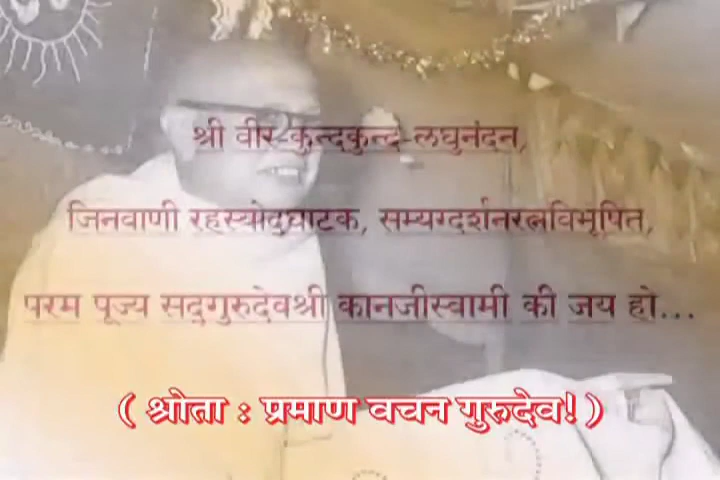 श्री वीर-कुन्दकुन्द-लघुनंदन,
जिनवाणी रहस्योद्घाटक, सम्यग्दर्शनरत्नविभूषित,
परम पूज्य सद्गुरुदेवश्री कानजीस्वामी की जय हो...
( श्रोता : प्रमाण वचन गुरुदेव! )